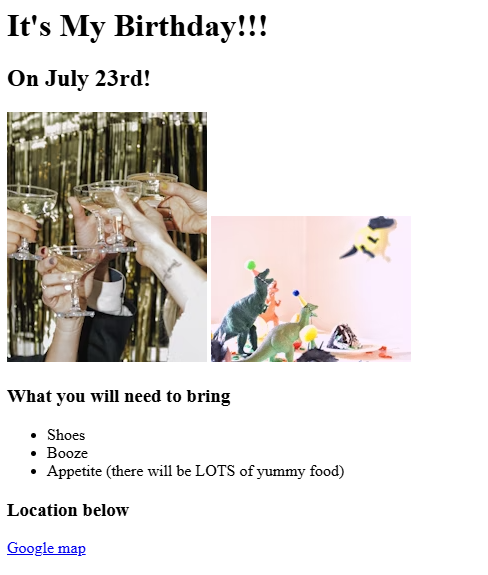 It's My Birthday!!!
On July 23rd!
What you will need to bring
Shoes
Booze
Appetite (there will be LOTS of yummy food)
Location below
Google map